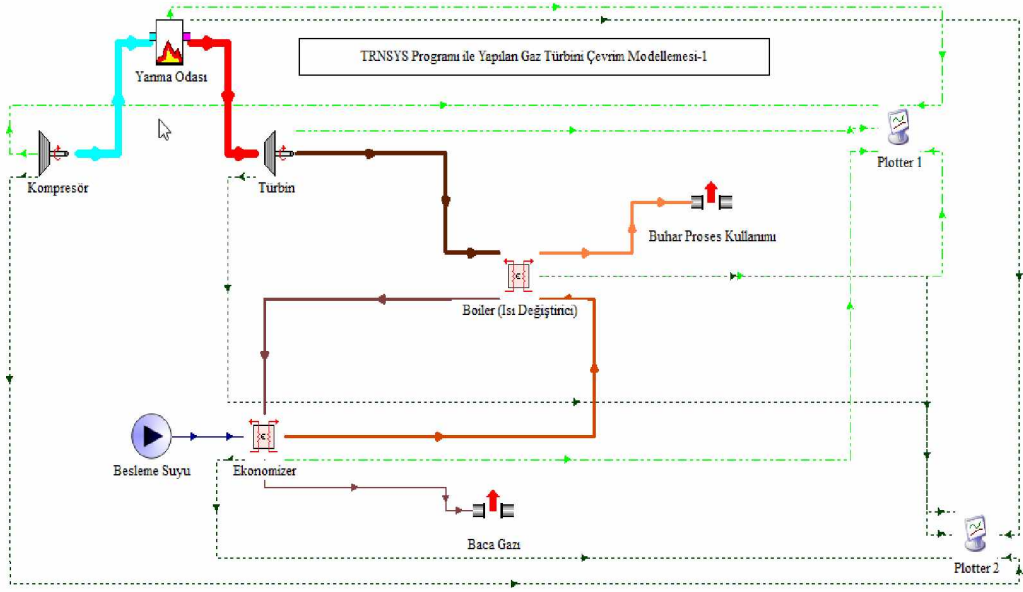 TRNSYS Programı ile Yapılan Gaz Türbini Çevrim Modellemesi-1
Yanma Odası
Kompresör
Türbin
Plotter 1
Buhar Proses Kullanımı
Boiler (Isı Değiştirici)
Besleme Suyu
Ekonomizer
Baca Gazı
Plotter 2